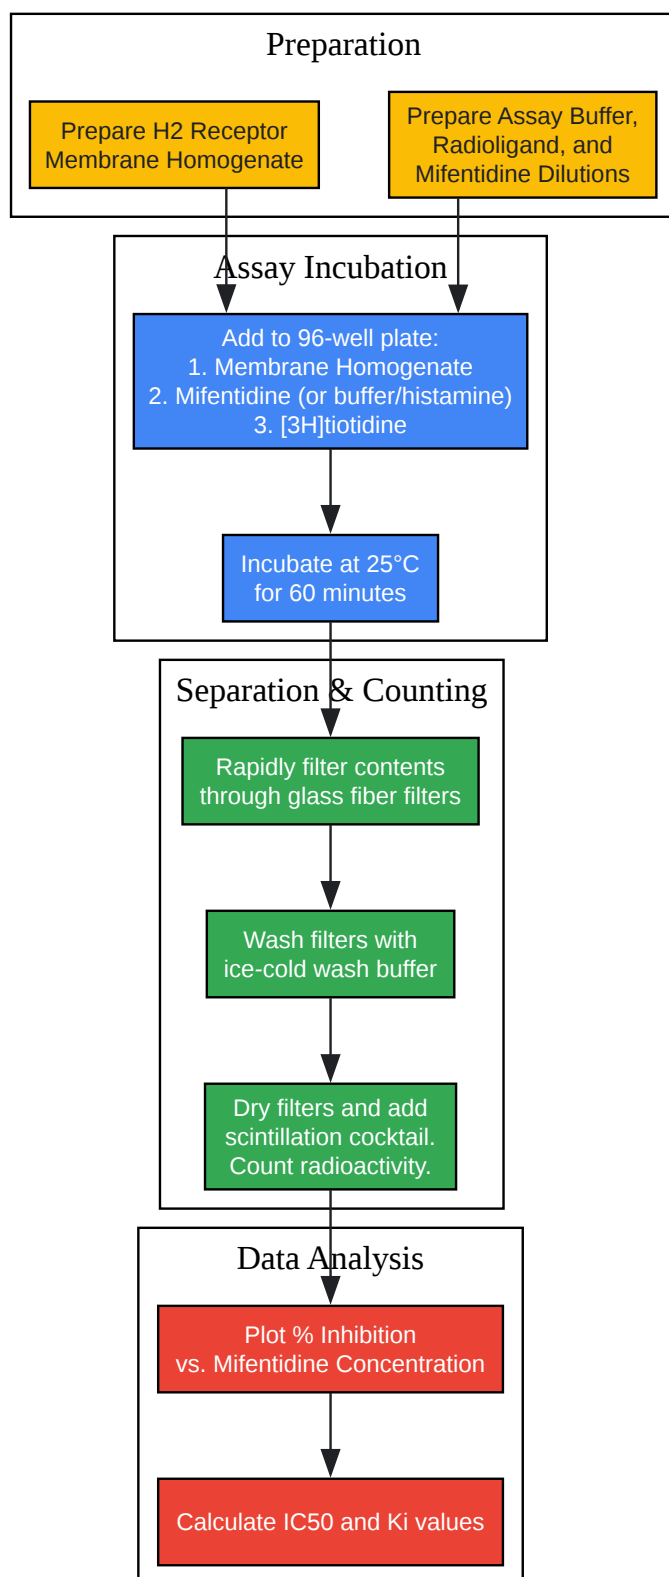 Preparation
Prepare H2 Receptor
Membrane Homogenate
Prepare Assay Buffer,
Radioligand, and
Mifentidine Dilutions
Assay Incubation
Add to 96-well plate:
1. Membrane Homogenate
2. Mifentidine (or buffer/histamine)
3. [3H]tiotidine
Incubate at 25°C
for 60 minutes
Separation & Counting
Rapidly filter contents
through glass fiber filters
Wash filters with
ice-cold wash buffer
Dry filters and add
scintillation cocktail.
Count radioactivity.
Data Analysis
Plot % Inhibition
vs. Mifentidine Concentration
Calculate IC50 and Ki values